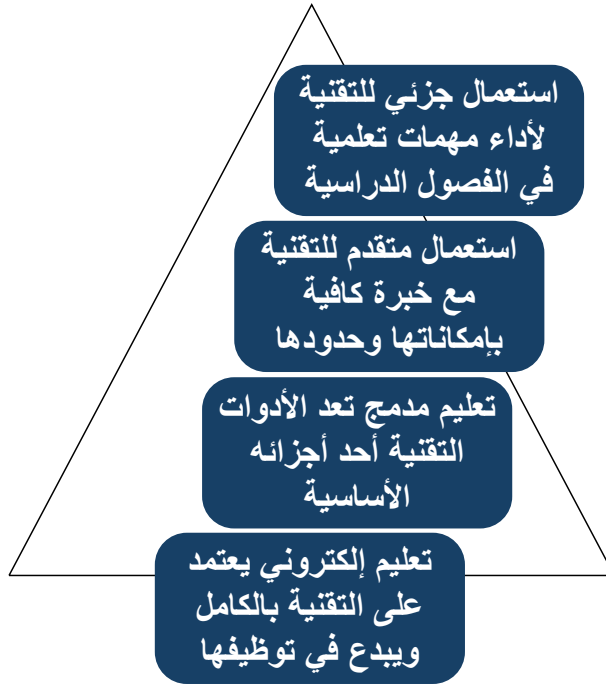 استعمال جزئي للتقنية
لأداء مهمات تعلمية
في الفصول الدراسية
استعمال متقدم للتقنية
مع خبرة كافية
بإمكاناتها وحدودها
تعليم مدمج تعد الأدوات
التقنية أحد أجزائه
الأساسية
تعليم إلكتروني يعتمد
على التقنية بالكامل
ويبدع في توظيفها